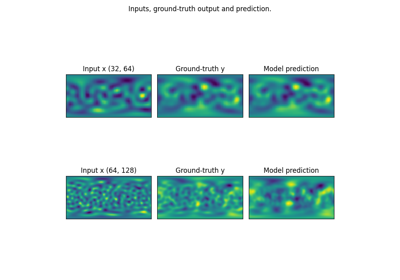 Inputs, ground-truth output and prediction.
Input x (32, 64) Ground-truth y Model prediction
Input x (64, 128) Ground-truth y Model prediction